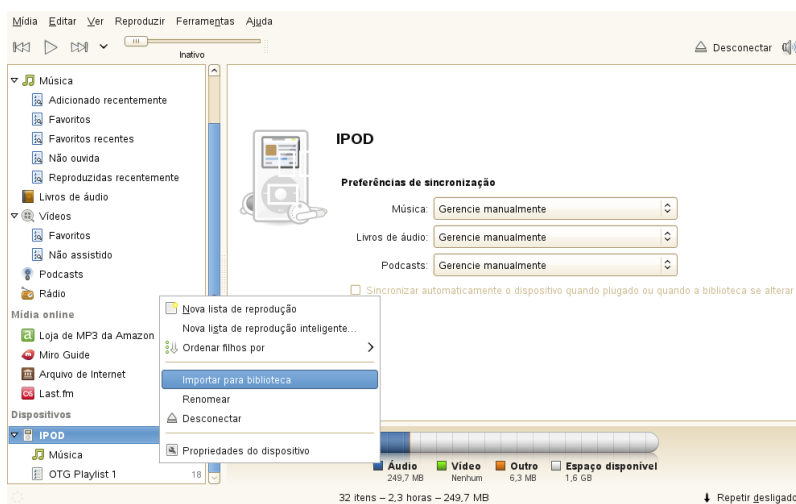 Mídia Editar Ver Reproduzir Ferramentas Ajuda
Inativo
Desconectar
Música
Adicionado recentemente
Favoritos
Favoritos recentes
Não ouvida
Reproduzidas recentemente
Livros de áudio
Vídeos
Favoritos
Não assistido
Podcasts
Rádio
Mídia online
Loja de MP3 da Amazon
Miro Guide
Arquivo de Internet
Last.fm
Dispositivos
IPOD
Música
OTG Playlist 1 18
IPOD
Preferências de sincronização
Música: Gerencie manualmente
Livros de áudio: Gerencie manualmente
Podcasts: Gerencie manualmente
Sincronizar automaticamente o dispositivo quando plugado ou quando a biblioteca se alterar
Nova lista de reprodução
Nova lista de reprodução inteligente...
Ordenar filhos por
Importar para biblioteca
Renomear
Desconectar
Propriedades do dispositivo
Áudio Vídeo Outro Espaço disponível
249,7 MB Nenhum 6,3 MB 1,6 GB
32 itens – 2,3 horas – 249,7 MB
Repetir desligado